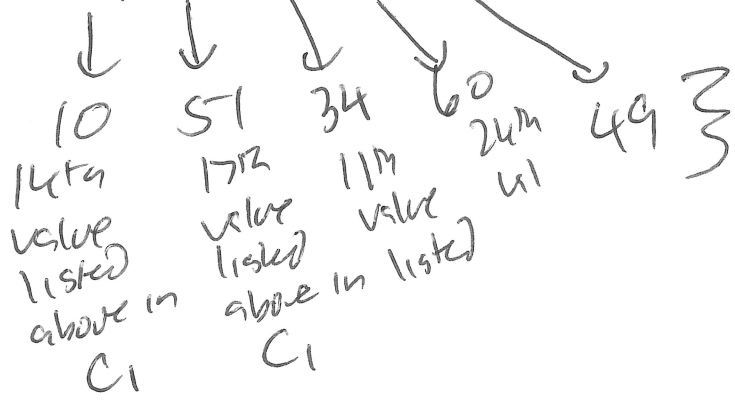 10 51 34 60 49 }
14th 17th 11th 24th
value value value val
listed listed listed
above in above in
C1 C1